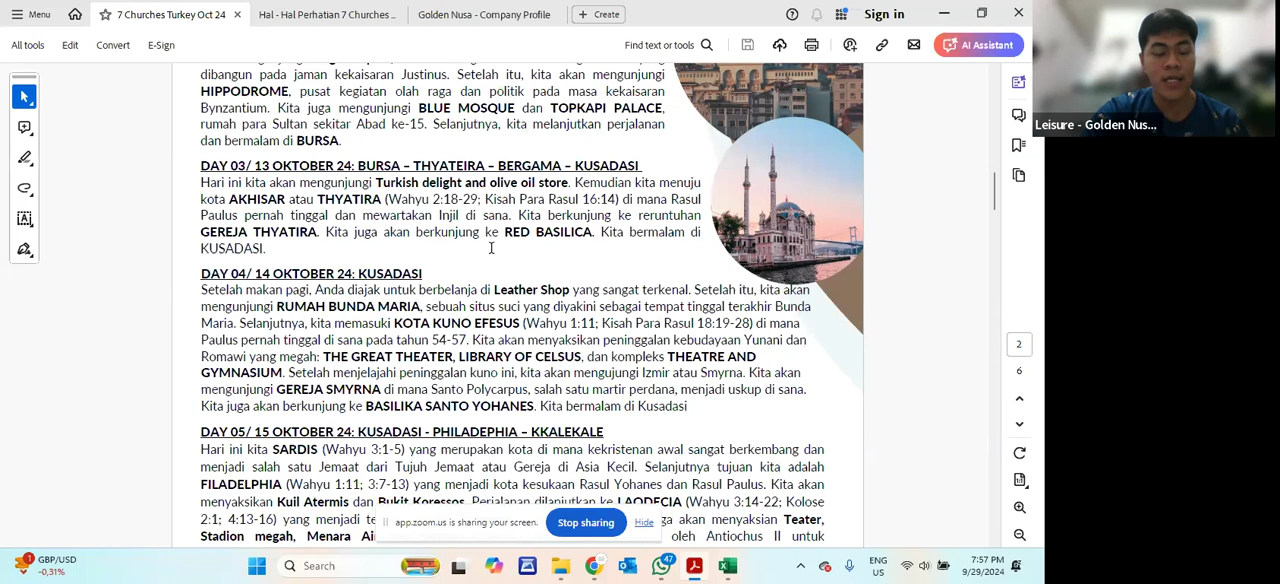 Menu
7 Churches Turkey Oct 24
Hal - Hal Perhatian 7 Churches ...
Golden Nusa - Company Profile
Create
Sign in
All tools
Edit
Convert
E-Sign
Find text or tools
AI Assistant
dibangun pada jaman kekaisaran Justinus. Setelah itu, kita akan mengunjungi
HIPPODROME, pusat kegiatan olah raga dan politik pada masa kekaisaran
Bynzantium. Kita juga mengunjungi BLUE MOSQUE dan TOPKAPI PALACE,
rumah para Sultan sekitar Abad ke-15. Selanjutnya, kita melanjutkan perjalanan
dan bermalam di BURSA.
DAY 03/ 13 OKTOBER 24: BURSA – THYATEIRA – BERGAMA – KUSADASI
Hari ini kita akan mengunjungi Turkish delight and olive oil store. Kemudian kita menuju
kota AKHISAR atau THYATIRA (Wahyu 2:18-29; Kisah Para Rasul 16:14) di mana Rasul
Paulus pernah tinggal dan mewartakan Injil di sana. Kita berkunjung ke reruntuhan
GEREJA THYATIRA. Kita juga akan berkunjung ke RED BASILICA. Kita bermalam di
KUSADASI.
DAY 04/ 14 OKTOBER 24: KUSADASI
Setelah makan pagi, Anda diajak untuk berbelanja di Leather Shop yang sangat terkenal. Setelah itu, kita akan
mengunjungi RUMAH BUNDA MARIA, sebuah situs suci yang diyakini sebagai tempat tinggal terakhir Bunda
Maria. Selanjutnya, kita memasuki KOTA KUNO EFESUS (Wahyu 1:11; Kisah Para Rasul 18:19-28) di mana
Paulus pernah tinggal di sana pada tahun 54-57. Kita akan menyaksikan peninggalan kebudayaan Yunani dan
Romawi yang megah: THE GREAT THEATER, LIBRARY OF CELSUS, dan kompleks THEATRE AND
GYMNASIUM. Setelah menjelajahi peninggalan kuno ini, kita akan mengujungi Izmir atau Smyrna. Kita akan
mengunjungi GEREJA SMYRNA di mana Santo Polycarpus, salah satu martir perdana, menjadi uskup di sana.
Kita juga akan berkunjung ke BASILIKA SANTO YOHANES. Kita bermalam di Kusadasi
DAY 05/ 15 OKTOBER 24: KUSADASI - PHILADEPHIA – KKALEKALE
Hari ini kita SARDIS (Wahyu 3:1-5) yang merupakan kota di mana kekristenan awal sangat berkembang dan
menjadi salah satu Jemaat dari Tujuh Jemaat atau Gereja di Asia Kecil. Selanjutnya tujuan kita adalah
FILADELPHIA (Wahyu 1:11; 3:7-13) yang menjadi kota kesukaan Rasul Yohanes dan Rasul Paulus. Kita akan
menyaksikan Kuil Atermis dan Bukit Koressos. Perjalanan dilanjutkan ke LAODECIA (Wahyu 3:14-22; Kolose
2:1; 4:13-16) yang menjadi te
ga akan menyaksian Teater,
Stadion megah, Menara Ai
oleh Antiochus II untuk
app.zoom.us is sharing your screen.
Stop sharing
Hide
2
6
Leisure - Golden Nus...
1
GBP/USD
-0,31%
Search
47
ENG
US
7:57 PM
9/29/2024